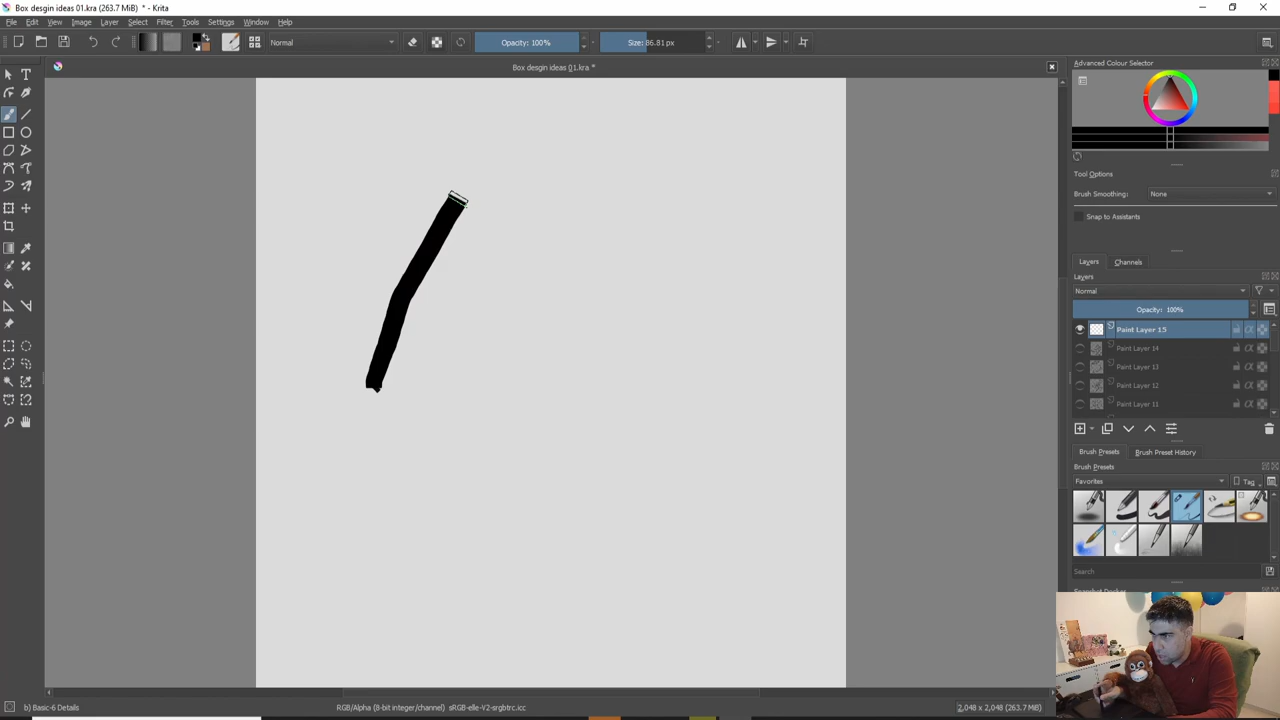 Box desgin ideas 01.kra (263.7 MiB) * - Krita
File Edit View Image Layer Select Filter Tools Settings Window Help
Normal
Opacity: 100%
Size: 86.81 px
Box desgin ideas 01.kra *
Advanced Colour Selector
Tool Options
Brush Smoothing: None
Snap to Assistants
Layers Channels
Layers
Normal
Opacity: 100%
Paint Layer 15
Paint Layer 14
Paint Layer 13
Paint Layer 12
Paint Layer 11
Brush Presets Brush Preset History
Brush Presets
Favorites
Tag
Search
b) Basic-6 Details
RGB/Alpha (8-bit integer/channel) sRGB-elle-V2-srgbtrc.icc
2,048 x 2,048 (263.7 MiB)